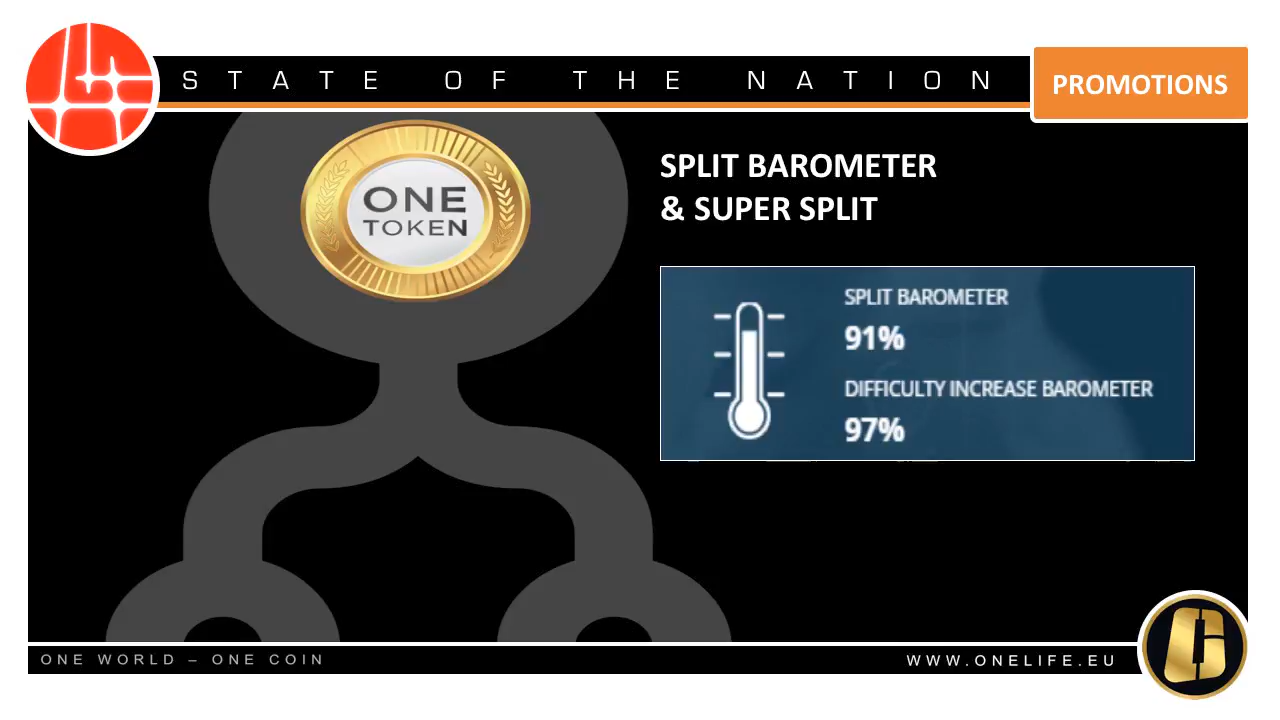 STATE OF THE NATION
PROMOTIONS
ONE
TOKEN
SPLIT BAROMETER
& SUPER SPLIT
SPLIT BAROMETER
91%
DIFFICULTY INCREASE BAROMETER
97%
ONE WORLD – ONE COIN
WWW.ONELIFE.EU